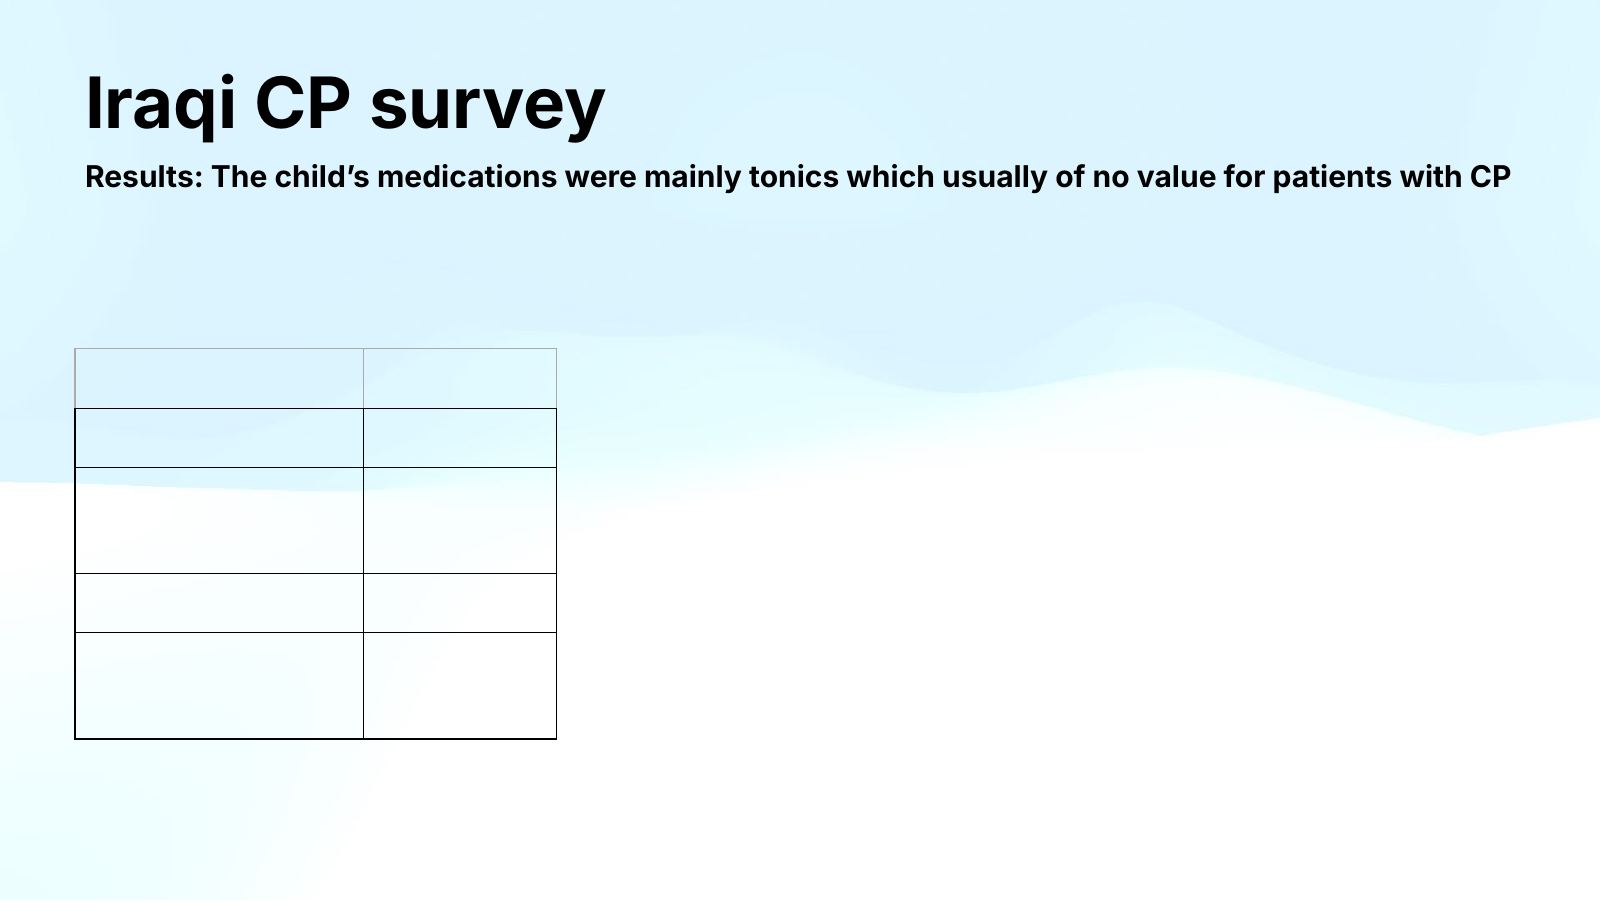 Iraqi CP survey
Results: The child’s medications were mainly tonics which usually of no value for patients with CP